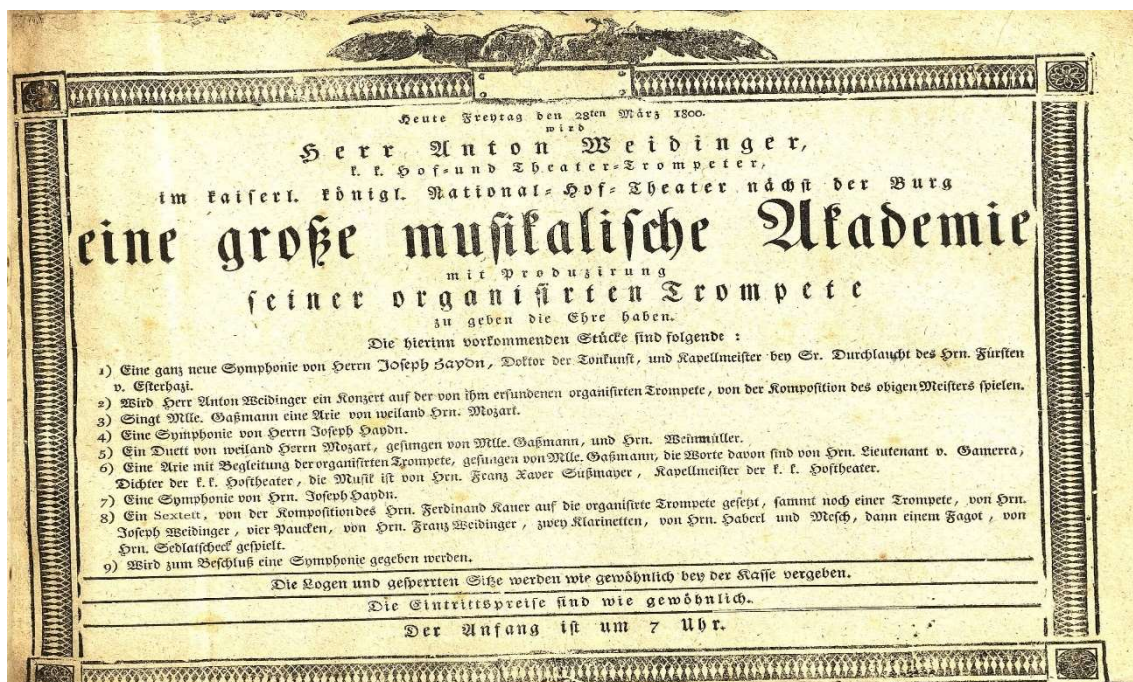 Heute Freytag den 28ten März 1800.
wird
Herr Anton Weidinger,
k. k. Hof-und Theater-Trompeter,
im kaiserl. königl. National-Hof-Theater nächst der Burg
eine große musikalische Akademie
mit Produzirung
seiner organisirten Trompete
zu geben die Ehre haben.
Die hierinn vorkommenden Stücke sind folgende :
1) Eine ganz neue Symphonie von Herrn Joseph Haydn, Doktor der Tonkunst, und Kapellmeister bey Sr. Durchlaucht des Hrn. Fürsten
v. Esterhazi.
2) Wird Herr Anton Weidinger ein Konzert auf der von ihm erfundenen organisirten Trompete, von der Komposition des obigen Meisters spielen.
3) Singt Mlle. Gaßmann eine Arie von weiland Hrn. Mozart.
4) Eine Symphonie von Herrn Joseph Haydn.
5) Ein Duett von weiland Herrn Mozart, gesungen von Mlle. Gaßmann, und Hrn. Weinmüller.
6) Eine Arie mit Begleitung der organisirten Trompete, gesungen von Mlle. Gaßmann, die Worte davon sind von Hrn. Lieutenant v. Gamerra,
Dichter der k. k. Hoftheater, die Musik ist von Hrn. Franz Xaver Süßmayer, Kapellmeister der k. k. Hoftheater.
7) Eine Symphonie von Hrn. Joseph Haydn.
8) Ein Sextett, von der Komposition des Hrn. Ferdinand Kauer auf die organisirte Trompete gesetzt, sammt noch einer Trompete, von Hrn.
Joseph Weidinger, vier Paucken, von Hrn. Franz Weidinger, zwey Klarinetten, von Hrn. Haberl und Mesch, dann einem Fagot, von
Hrn. Sedlatscheck gespielt.
9) Wird zum Beschluß eine Symphonie gegeben werden.
Die Logen und gesperrten Sitze werden wie gewöhnlich bey der Kasse vergeben.
Die Eintrittspreise sind wie gewöhnlich.
Der Anfang ist um 7 Uhr.